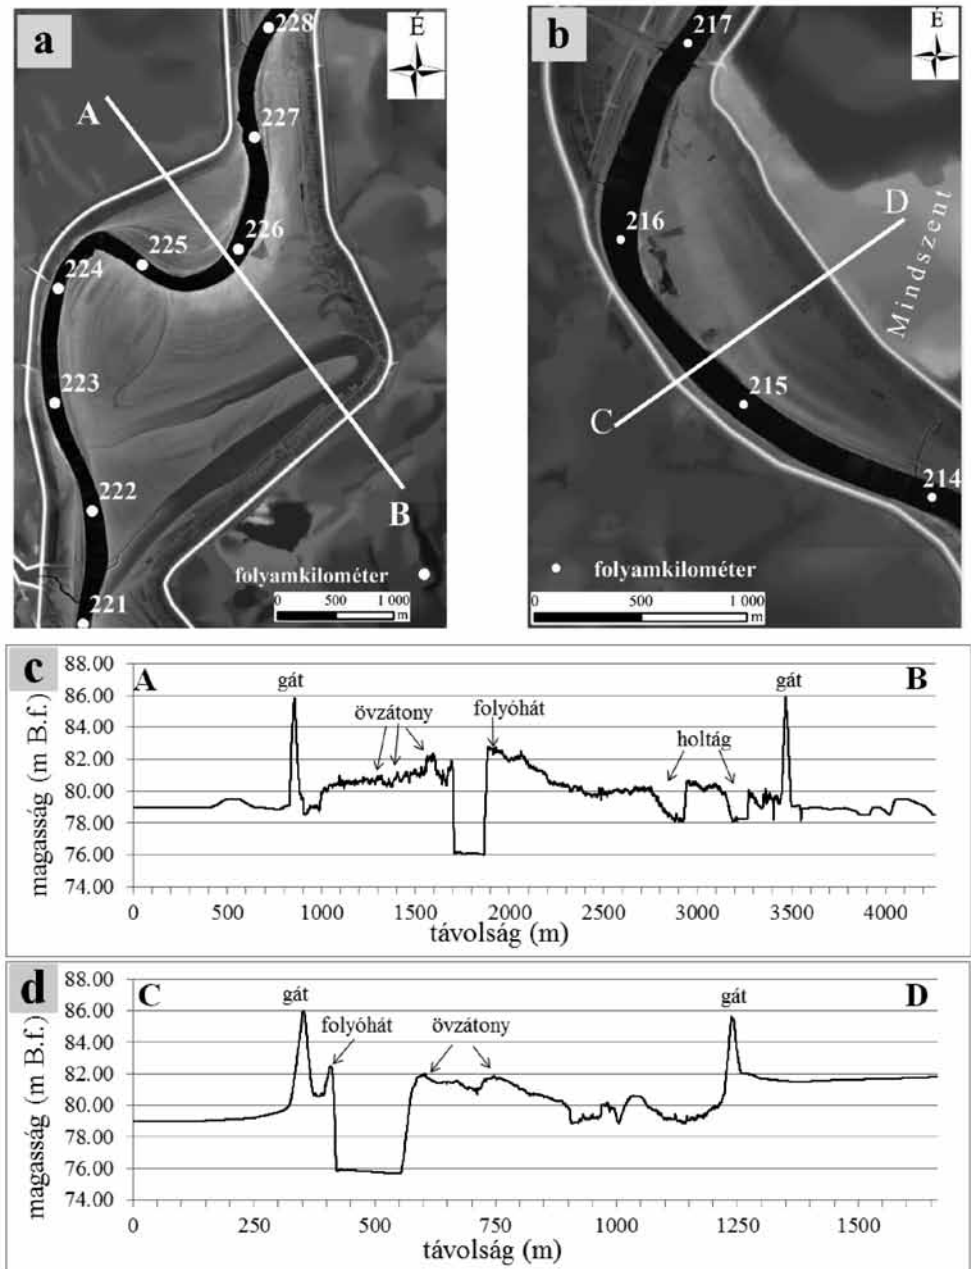 a
228
É
A
227
226
225
224
223
222
B
folyamkilométer
221
0 500 1 000
m
b
217
É
216
D
Mindszent
215
C
214
folyamkilométer
0 500 1 000
m
c
A
B
gát
övzátony
folyóhát
holtág
gát
magasság (m B.f.)
88.00
86.00
84.00
82.00
80.00
78.00
76.00
74.00
0 500 1000 1500 2000 2500 3000 3500 4000
távolság (m)
d
C
D
gát
folyóhát
övzátony
gát
magasság (m B.f.)
88.00
86.00
84.00
82.00
80.00
78.00
76.00
74.00
0 250 500 750 1000 1250 1500
távolság (m)